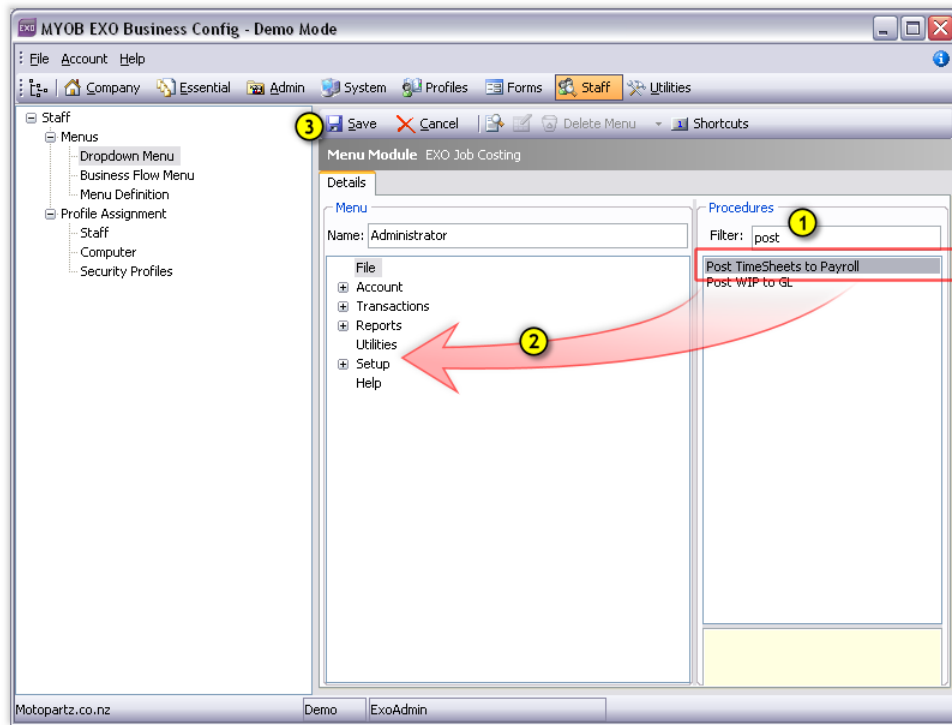 EXO MYOB EXO Business Config - Demo Mode
File Account Help
Company Essential Admin System Profiles Forms Staff Utilities
Staff
Menus
Dropdown Menu
Business Flow Menu
Menu Definition
Profile Assignment
Staff
Computer
Security Profiles
3 Save Cancel Delete Menu 1 Shortcuts
Menu Module EXO Job Costing
Details
Menu
Name: Administrator
File
Account
Transactions
Reports
Utilities
Setup
Help
2
Procedures
1
Filter: post
Post TimeSheets to Payroll
Post WIP to GL
Motopartz.co.nz Demo ExoAdmin